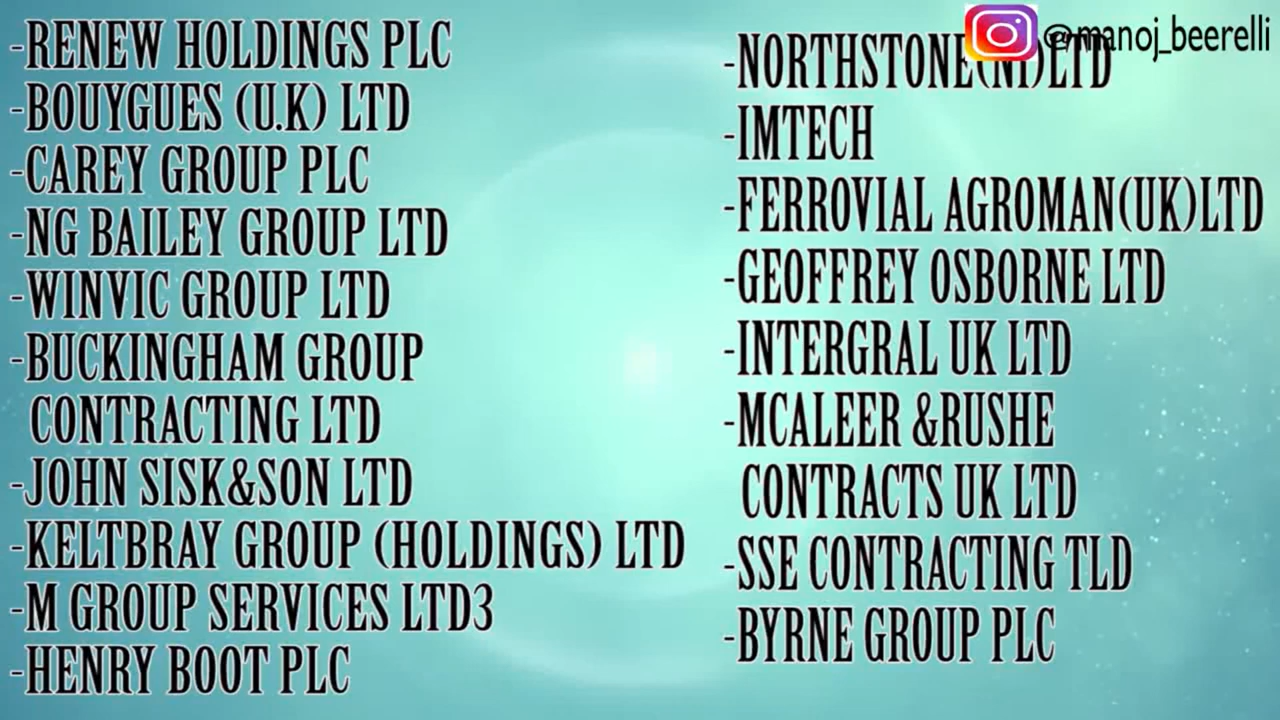 -RENEW HOLDINGS PLC
-BOUYGUES (U.K) LTD
-CAREY GROUP PLC
-NG BAILEY GROUP LTD
-WINVIC GROUP LTD
-BUCKINGHAM GROUP
CONTRACTING LTD
-JOHN SISK&SON LTD
-KELTBRAY GROUP (HOLDINGS) LTD
-M GROUP SERVICES LTD3
-HENRY BOOT PLC
@manoj_beerelli
-NORTHSTONE(NI)LTD
-IMTECH
-FERROVIAL AGROMAN(UK)LTD
-GEOFFREY OSBORNE LTD
-INTERGRAL UK LTD
-MCALEER &RUSHE
CONTRACTS UK LTD
-SSE CONTRACTING TLD
-BYRNE GROUP PLC